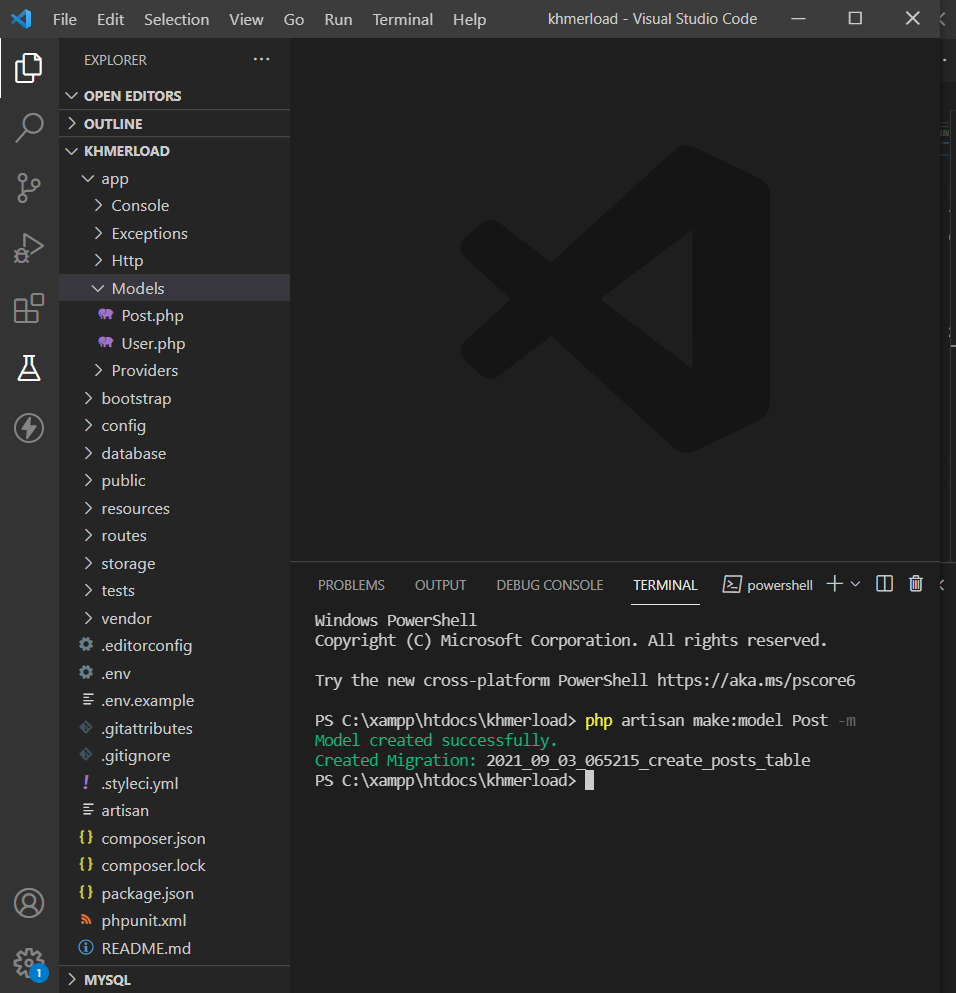 File Edit Selection View Go Run Terminal Help khmerload - Visual Studio Code
EXPLORER
OPEN EDITORS
OUTLINE
KHMERLOAD
app
Console
Exceptions
Http
Models
Post.php
User.php
Providers
bootstrap
config
database
public
resources
routes
storage
tests
vendor
.editorconfig
.env
.env.example
.gitattributes
.gitignore
.styleci.yml
artisan
composer.json
composer.lock
package.json
phpunit.xml
README.md
MYSQL
1
PROBLEMS OUTPUT DEBUG CONSOLE TERMINAL powershell
Windows PowerShell
Copyright (C) Microsoft Corporation. All rights reserved.
Try the new cross-platform PowerShell https://aka.ms/pscore6
PS C:\xampp\htdocs\khmerload> php artisan make:model Post -m
Model created successfully.
Created Migration: 2021_09_03_065215_create_posts_table
PS C:\xampp\htdocs\khmerload>